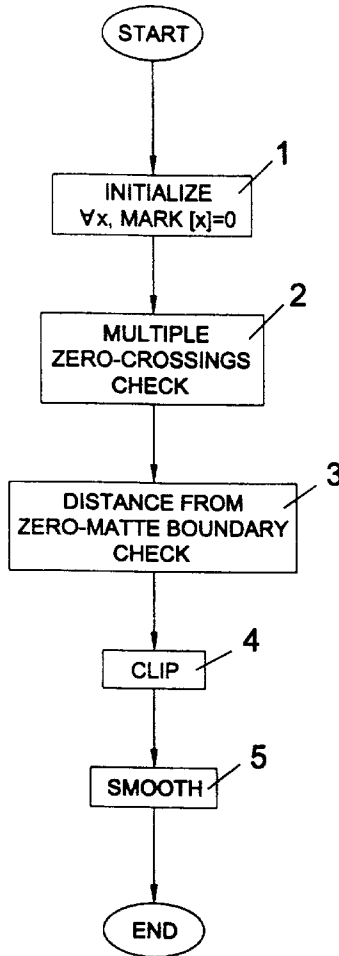 START
1
INITIALIZE
∀x, MARK [x]=0
2
MULTIPLE
ZERO-CROSSINGS
CHECK
3
DISTANCE FROM
ZERO-MATTE BOUNDARY
CHECK
4
CLIP
5
SMOOTH
END